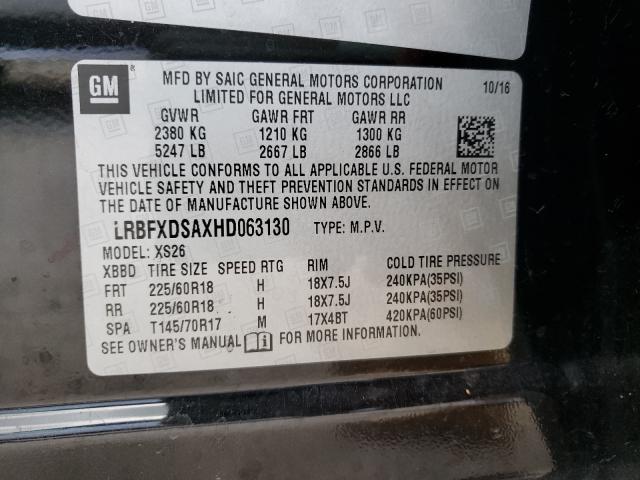 GM
MFD BY SAIC GENERAL MOTORS CORPORATION 10/16
LIMITED FOR GENERAL MOTORS LLC
GVWR GAWR FRT GAWR RR
2380 KG 1210 KG 1300 KG
5247 LB 2667 LB 2866 LB
THIS VEHICLE CONFORMS TO ALL APPLICABLE U.S. FEDERAL MOTOR
VEHICLE SAFETY AND THEFT PREVENTION STANDARDS IN EFFECT ON
THE DATE OF MANUFACTURE SHOWN ABOVE.
LRBFXDSAXHD063130 TYPE: M.P.V.
MODEL: XS26
XBBD TIRE SIZE SPEED RTG RIM COLD TIRE PRESSURE
FRT 225/60R18 H 18X7.5J 240KPA(35PSI)
RR 225/60R18 H 18X7.5J 240KPA(35PSI)
SPA T145/70R17 M 17X4BT 420KPA(60PSI)
SEE OWNER'S MANUAL FOR MORE INFORMATION.